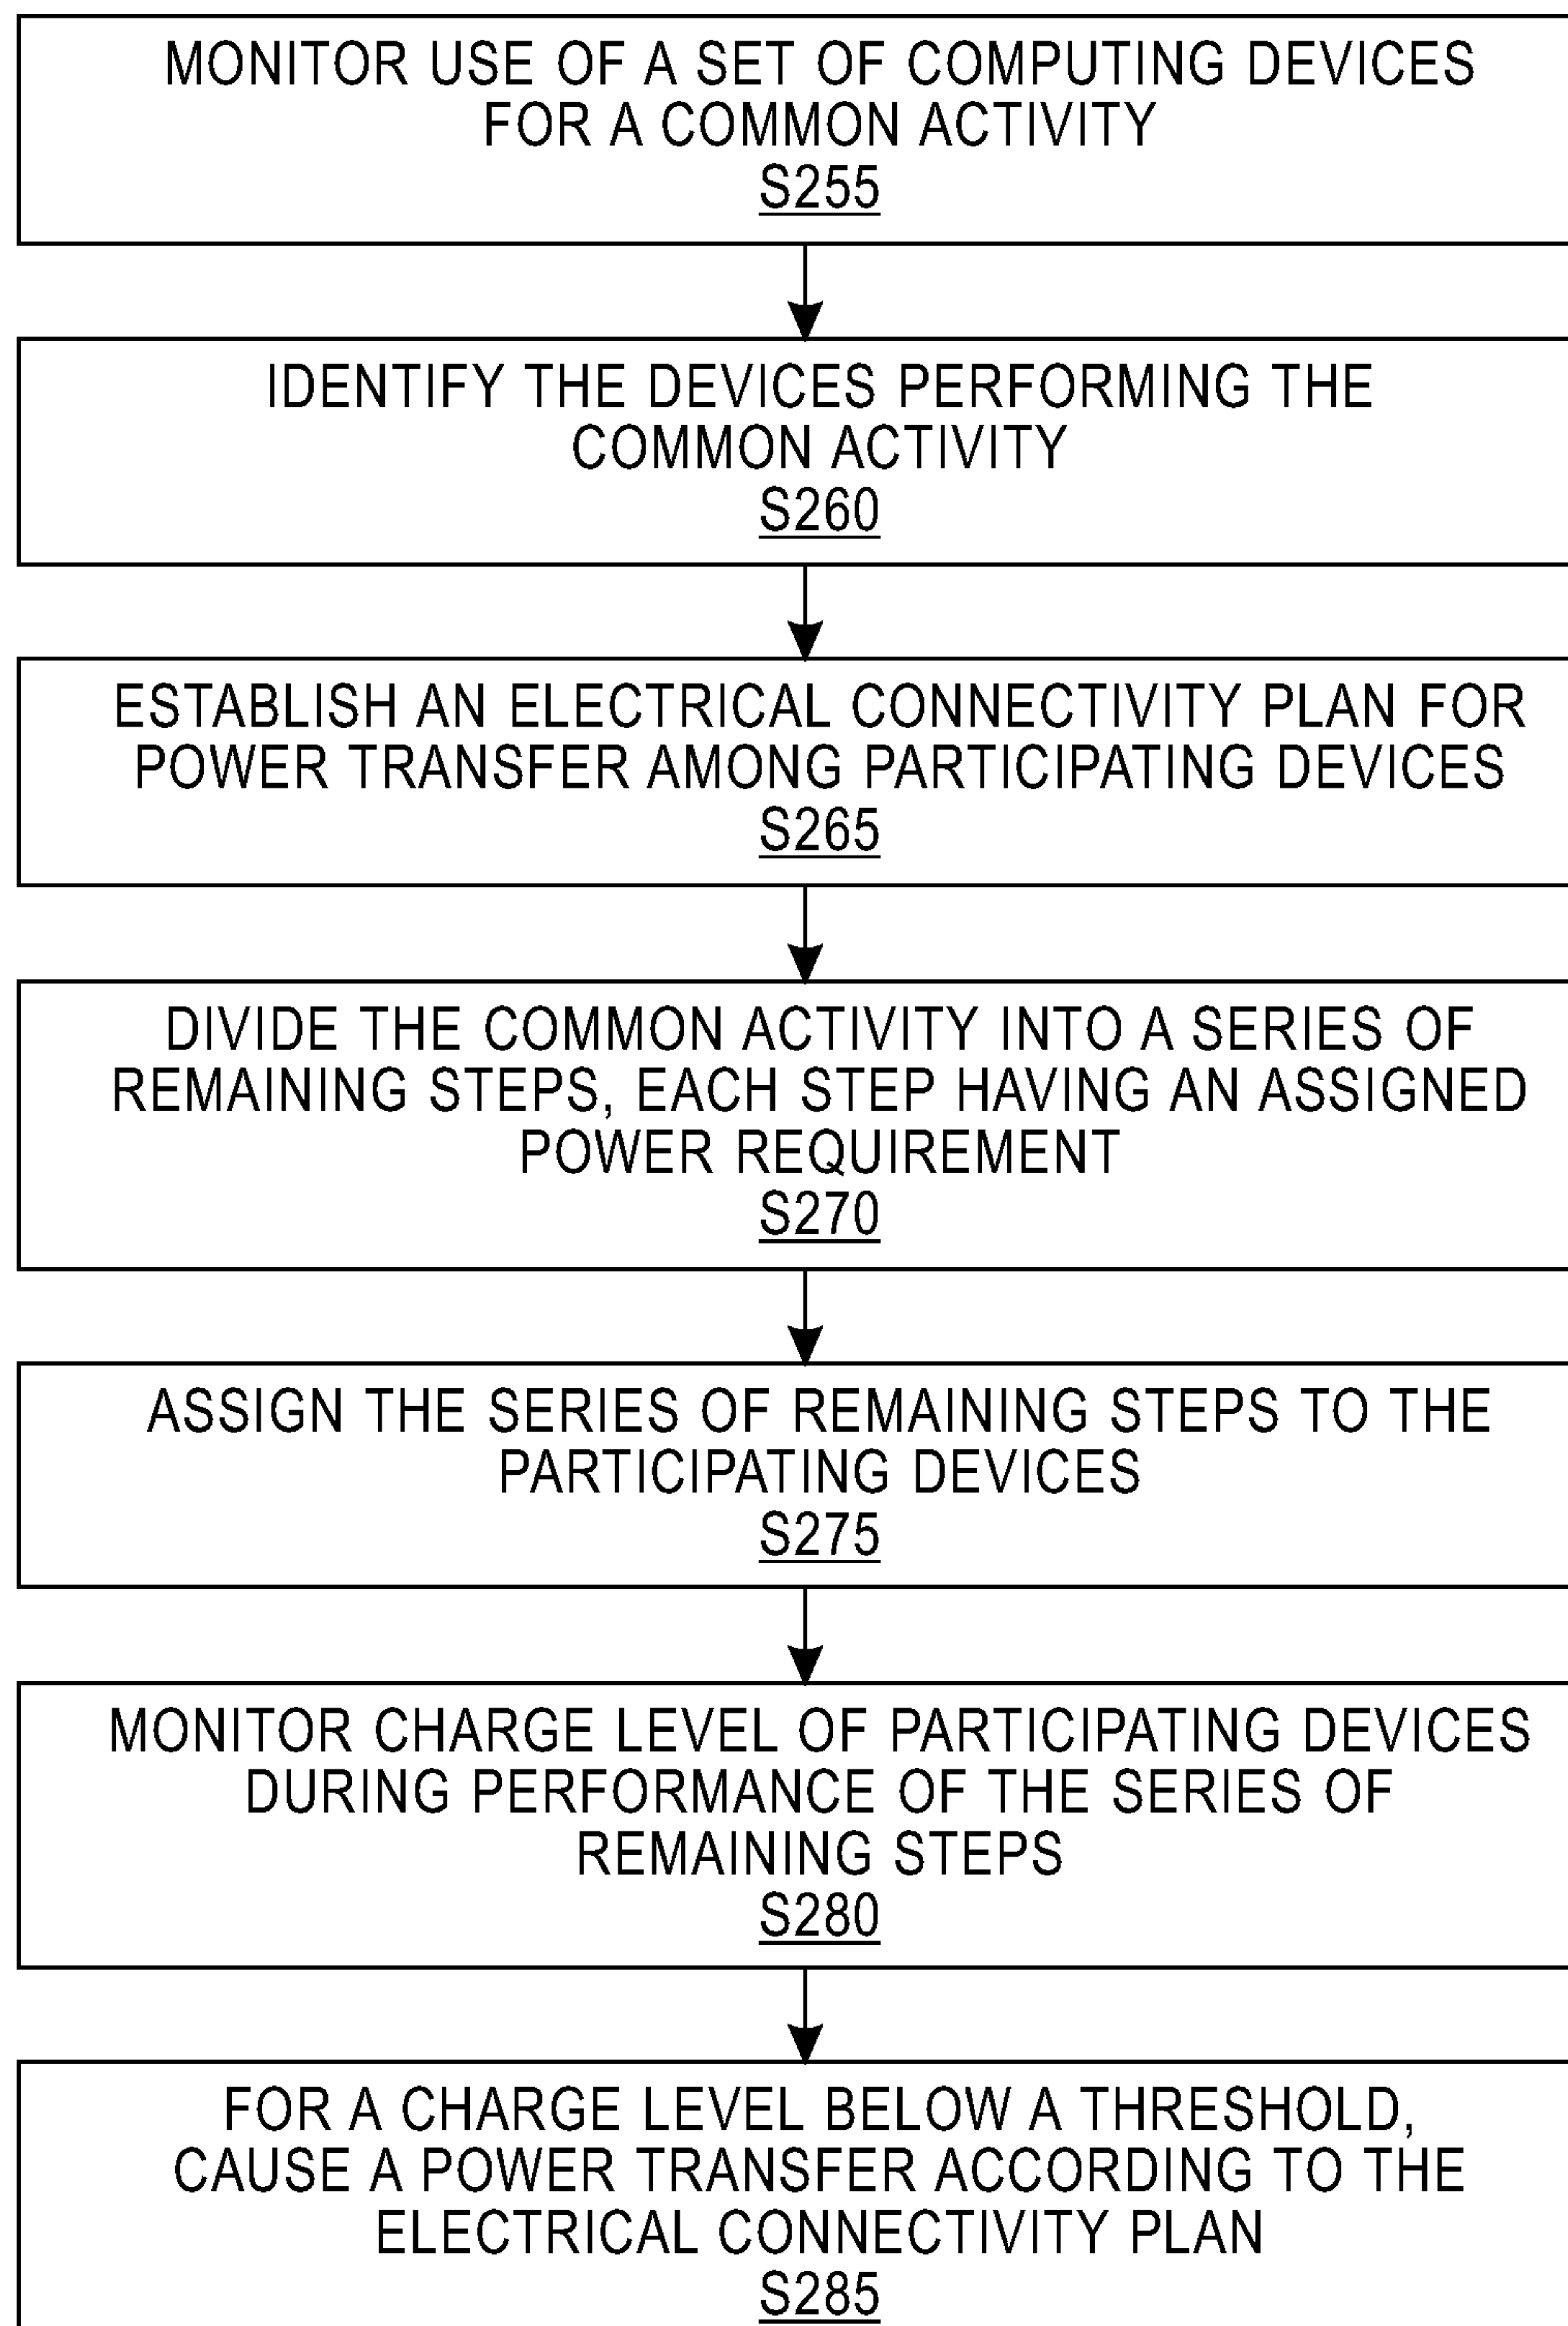 MONITOR USE OF A SET OF COMPUTING DEVICES
FOR A COMMON ACTIVITY
S255
IDENTIFY THE DEVICES PERFORMING THE
COMMON ACTIVITY
S260
ESTABLISH AN ELECTRICAL CONNECTIVITY PLAN FOR
POWER TRANSFER AMONG PARTICIPATING DEVICES
S265
DIVIDE THE COMMON ACTIVITY INTO A SERIES OF
REMAINING STEPS, EACH STEP HAVING AN ASSIGNED
POWER REQUIREMENT
S270
ASSIGN THE SERIES OF REMAINING STEPS TO THE
PARTICIPATING DEVICES
S275
MONITOR CHARGE LEVEL OF PARTICIPATING DEVICES
DURING PERFORMANCE OF THE SERIES OF
REMAINING STEPS
S280
FOR A CHARGE LEVEL BELOW A THRESHOLD,
CAUSE A POWER TRANSFER ACCORDING TO THE
ELECTRICAL CONNECTIVITY PLAN
S285